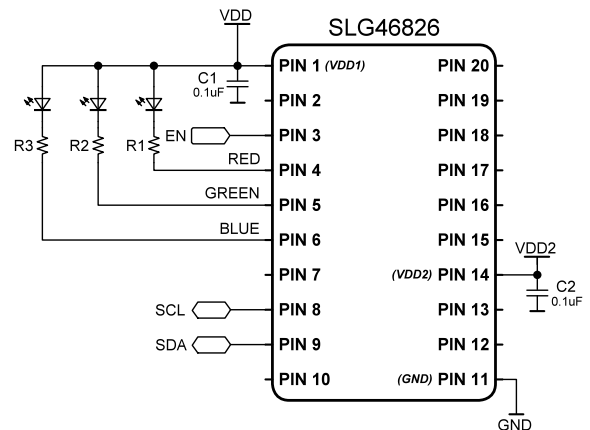 VDD
SLG46826
PIN 1 (VDD1)
PIN 20
C1
0.1uF
PIN 2
PIN 19
R3
R2
R1
EN
PIN 3
PIN 18
RED
PIN 4
PIN 17
GREEN
PIN 5
PIN 16
BLUE
PIN 6
PIN 15
VDD2
PIN 7
(VDD2) PIN 14
C2
0.1uF
SCL
PIN 8
PIN 13
SDA
PIN 9
PIN 12
PIN 10
(GND) PIN 11
GND